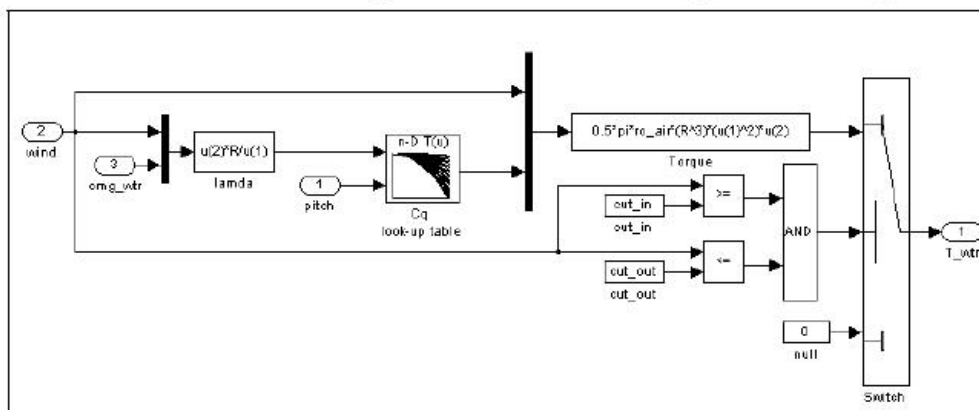 2
wind
3
omg_wtr
u(2)*R/u(1)
lamda
1
pitch
n-D T(u)
Cq
look-up table
0.5*pi*ro_air*(R^3)*(u(1)^2)*u(2)
Torque
cut_in
cut_in
>=
cut_out
cut_out
<=
AND
0
null
Switch
1
T_wtr